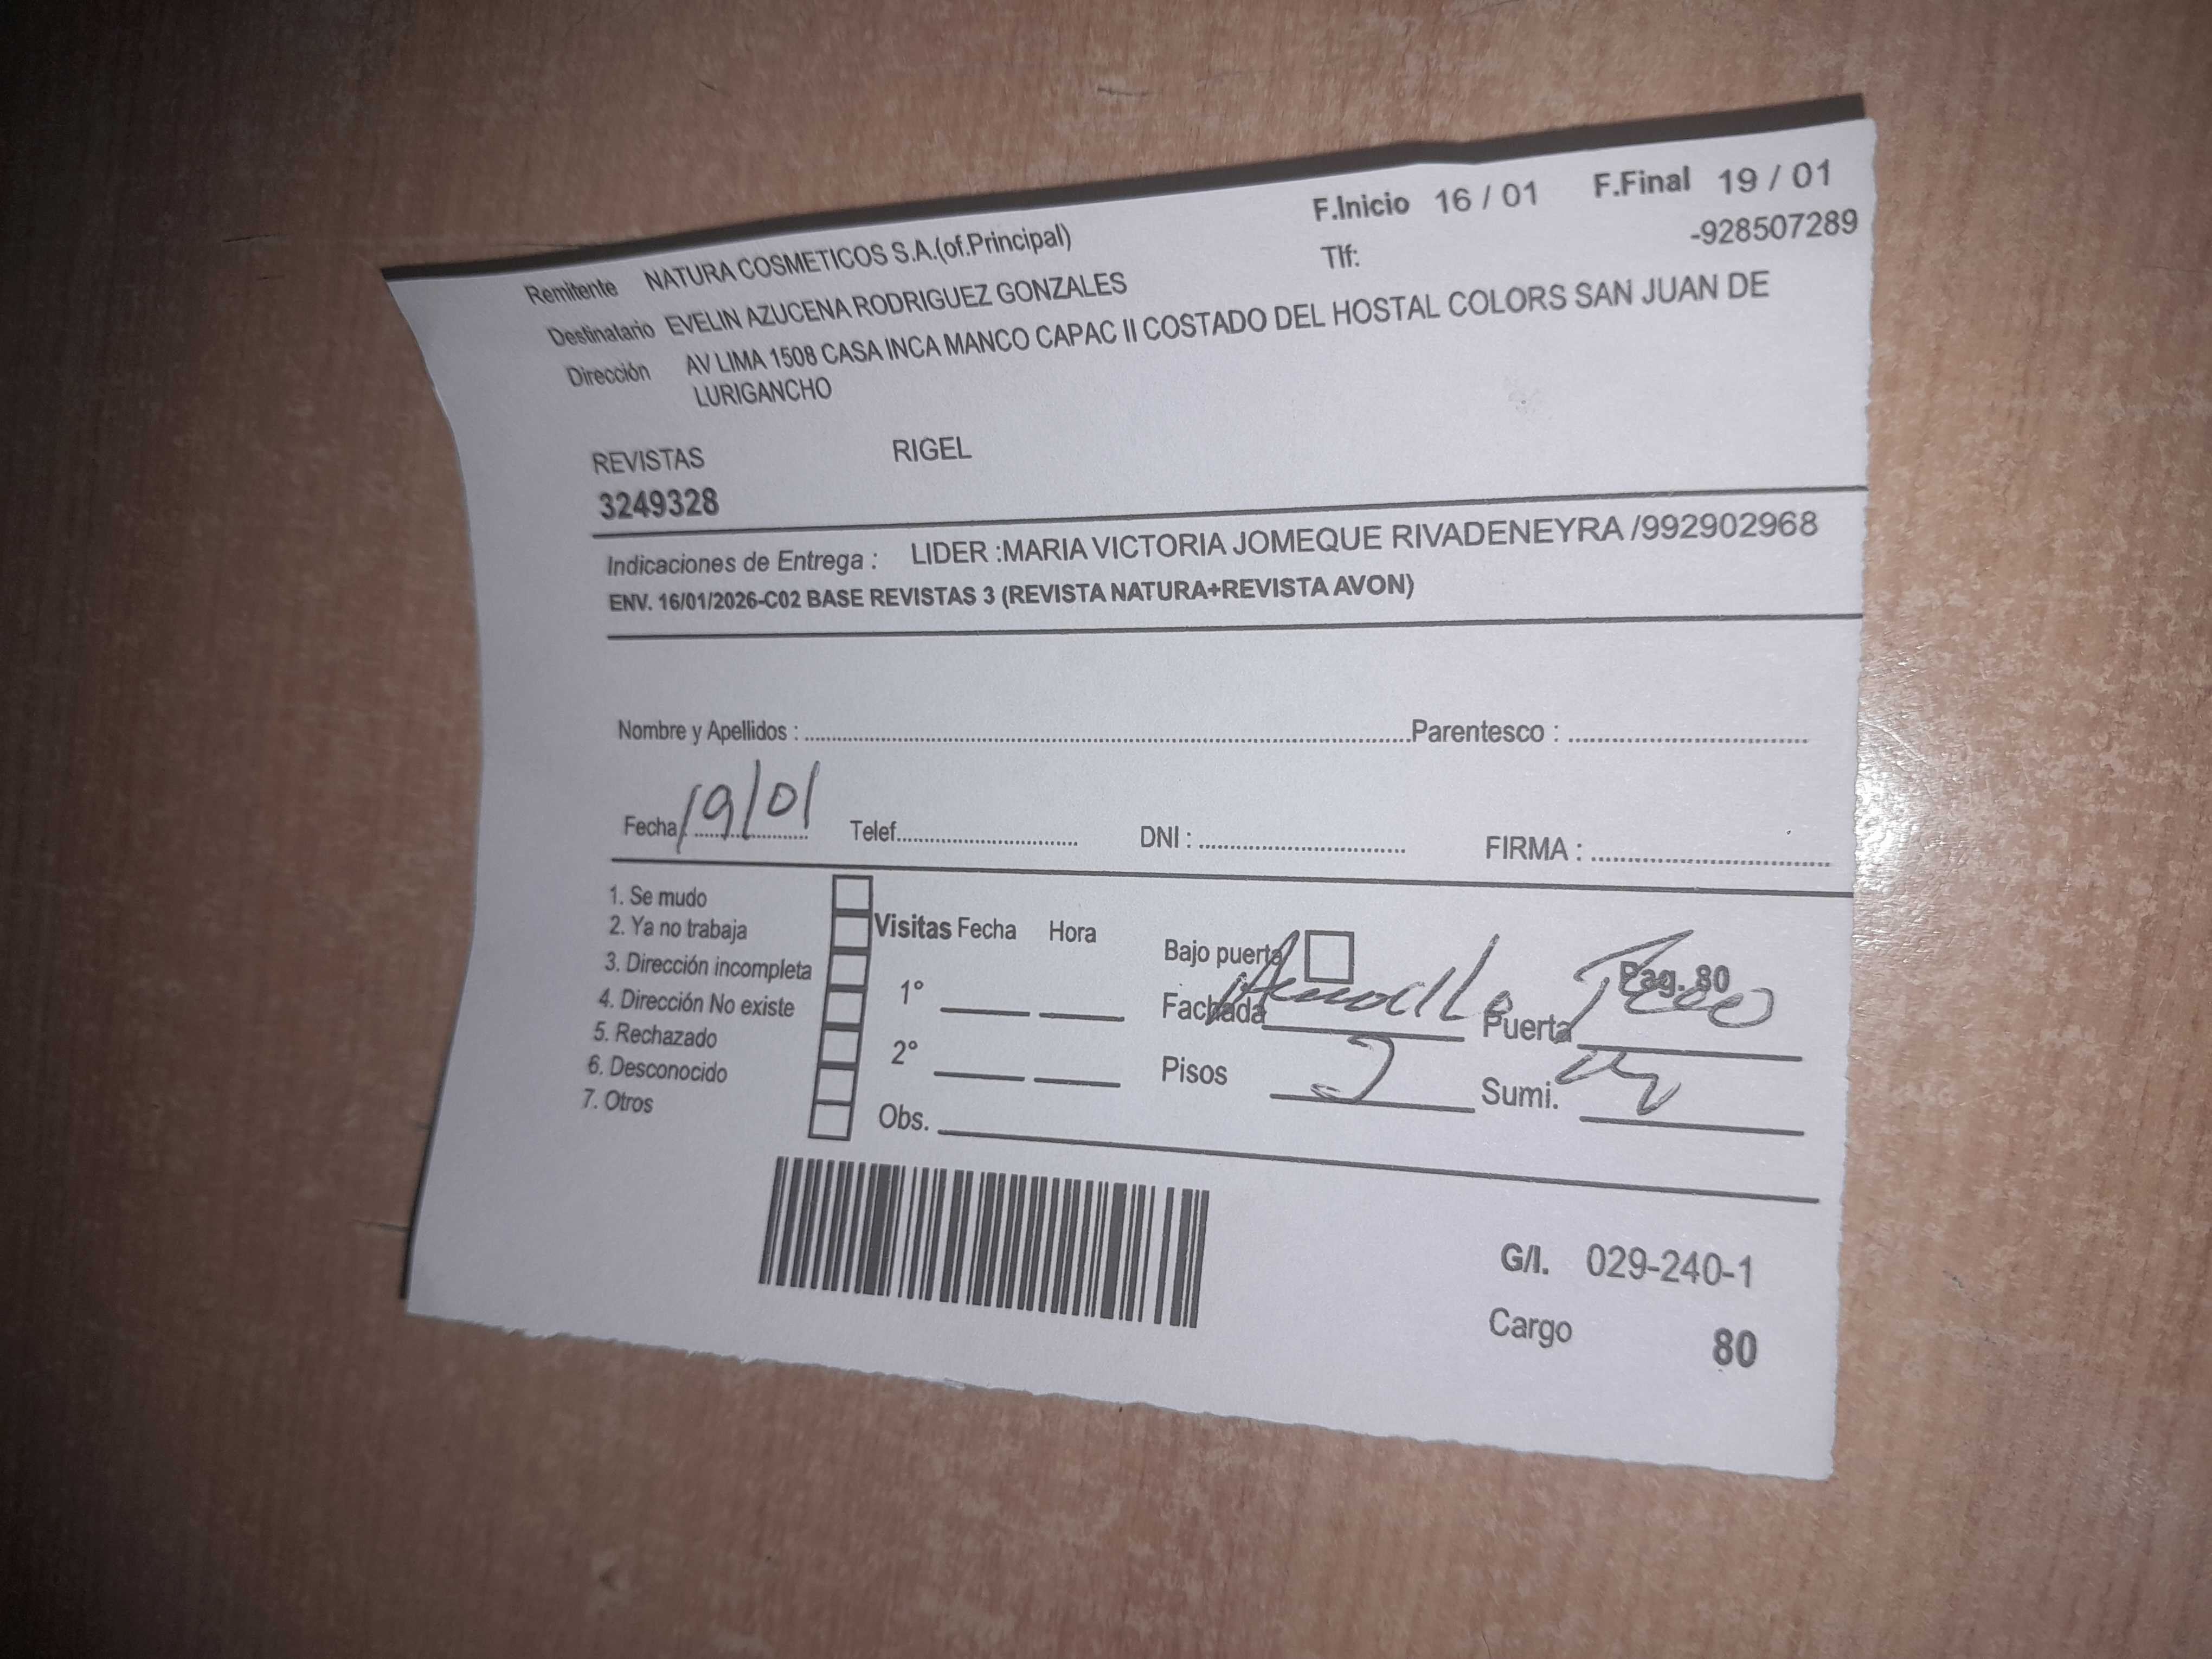 F.Inicio 16 / 01 F.Final 19 / 01
Remitente NATURA COSMETICOS S.A.(of.Principal)
Tlf: -928507289
Destinatario EVELIN AZUCENA RODRIGUEZ GONZALES
Dirección AV LIMA 1508 CASA INCA MANCO CAPAC II COSTADO DEL HOSTAL COLORS SAN JUAN DE
LURIGANCHO
REVISTAS RIGEL
3249328
Indicaciones de Entrega : LIDER :MARIA VICTORIA JOMEQUE RIVADENEYRA /992902968
ENV. 16/01/2026-C02 BASE REVISTAS 3 (REVISTA NATURA+REVISTA AVON)
Nombre y Apellidos : Parentesco :
Fecha 19/01 Telef. DNI : FIRMA :
1. Se mudo
2. Ya no trabaja
3. Dirección incompleta
4. Dirección No existe
5. Rechazado
6. Desconocido
7. Otros
Visitas Fecha Hora
1°
2°
Obs.
Bajo puerta Pag. 80
Fachada Puerta
Pisos 2 Sumi.
G/I. 029-240-1
Cargo 80